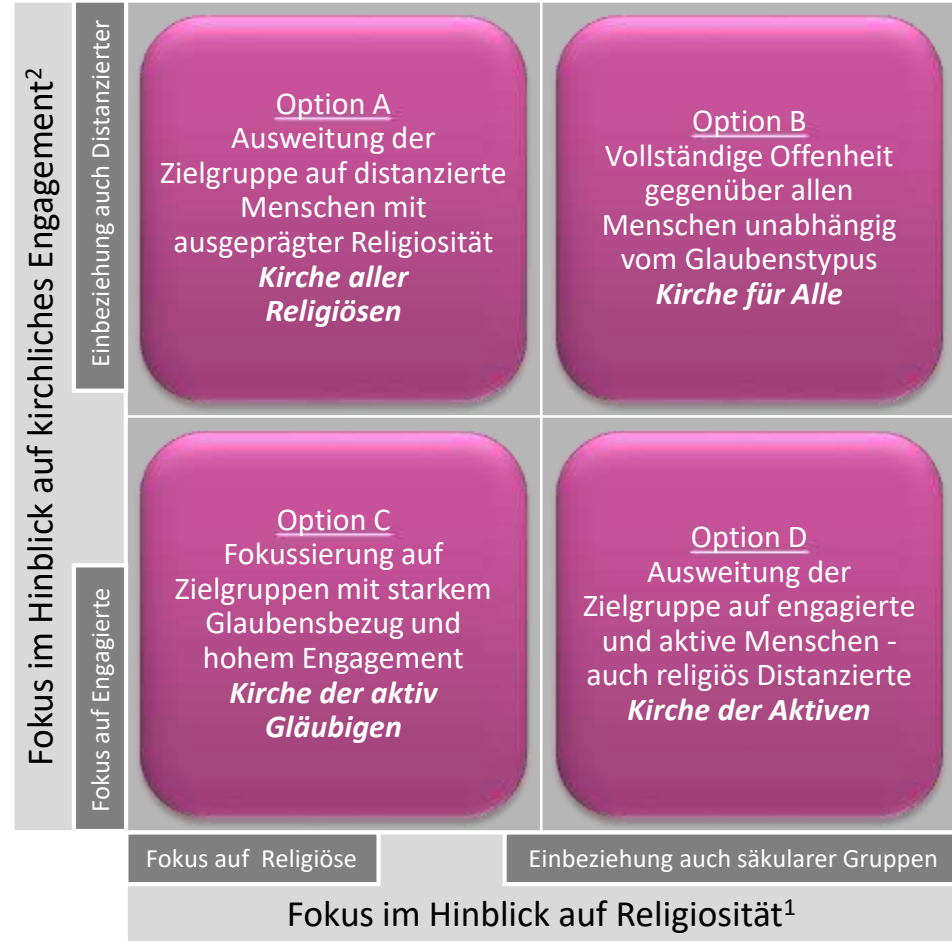 Fokus im Hinblick auf kirchliches Engagement²
Einbeziehung auch Distanzierter
Fokus auf Engagierte
Option A
Ausweitung der
Zielgruppe auf distanzierte
Menschen mit
ausgeprägter Religiosität
Kirche aller
Religiösen
Option B
Vollständige Offenheit
gegenüber allen
Menschen unabhängig
vom Glaubenstypus
Kirche für Alle
Option C
Fokussierung auf
Zielgruppen mit starkem
Glaubensbezug und
hohem Engagement
Kirche der aktiv
Gläubigen
Option D
Ausweitung der
Zielgruppe auf engagierte
und aktive Menschen -
auch religiös Distanzierte
Kirche der Aktiven
Fokus auf Religiöse
Einbeziehung auch säkularer Gruppen
Fokus im Hinblick auf Religiosität¹